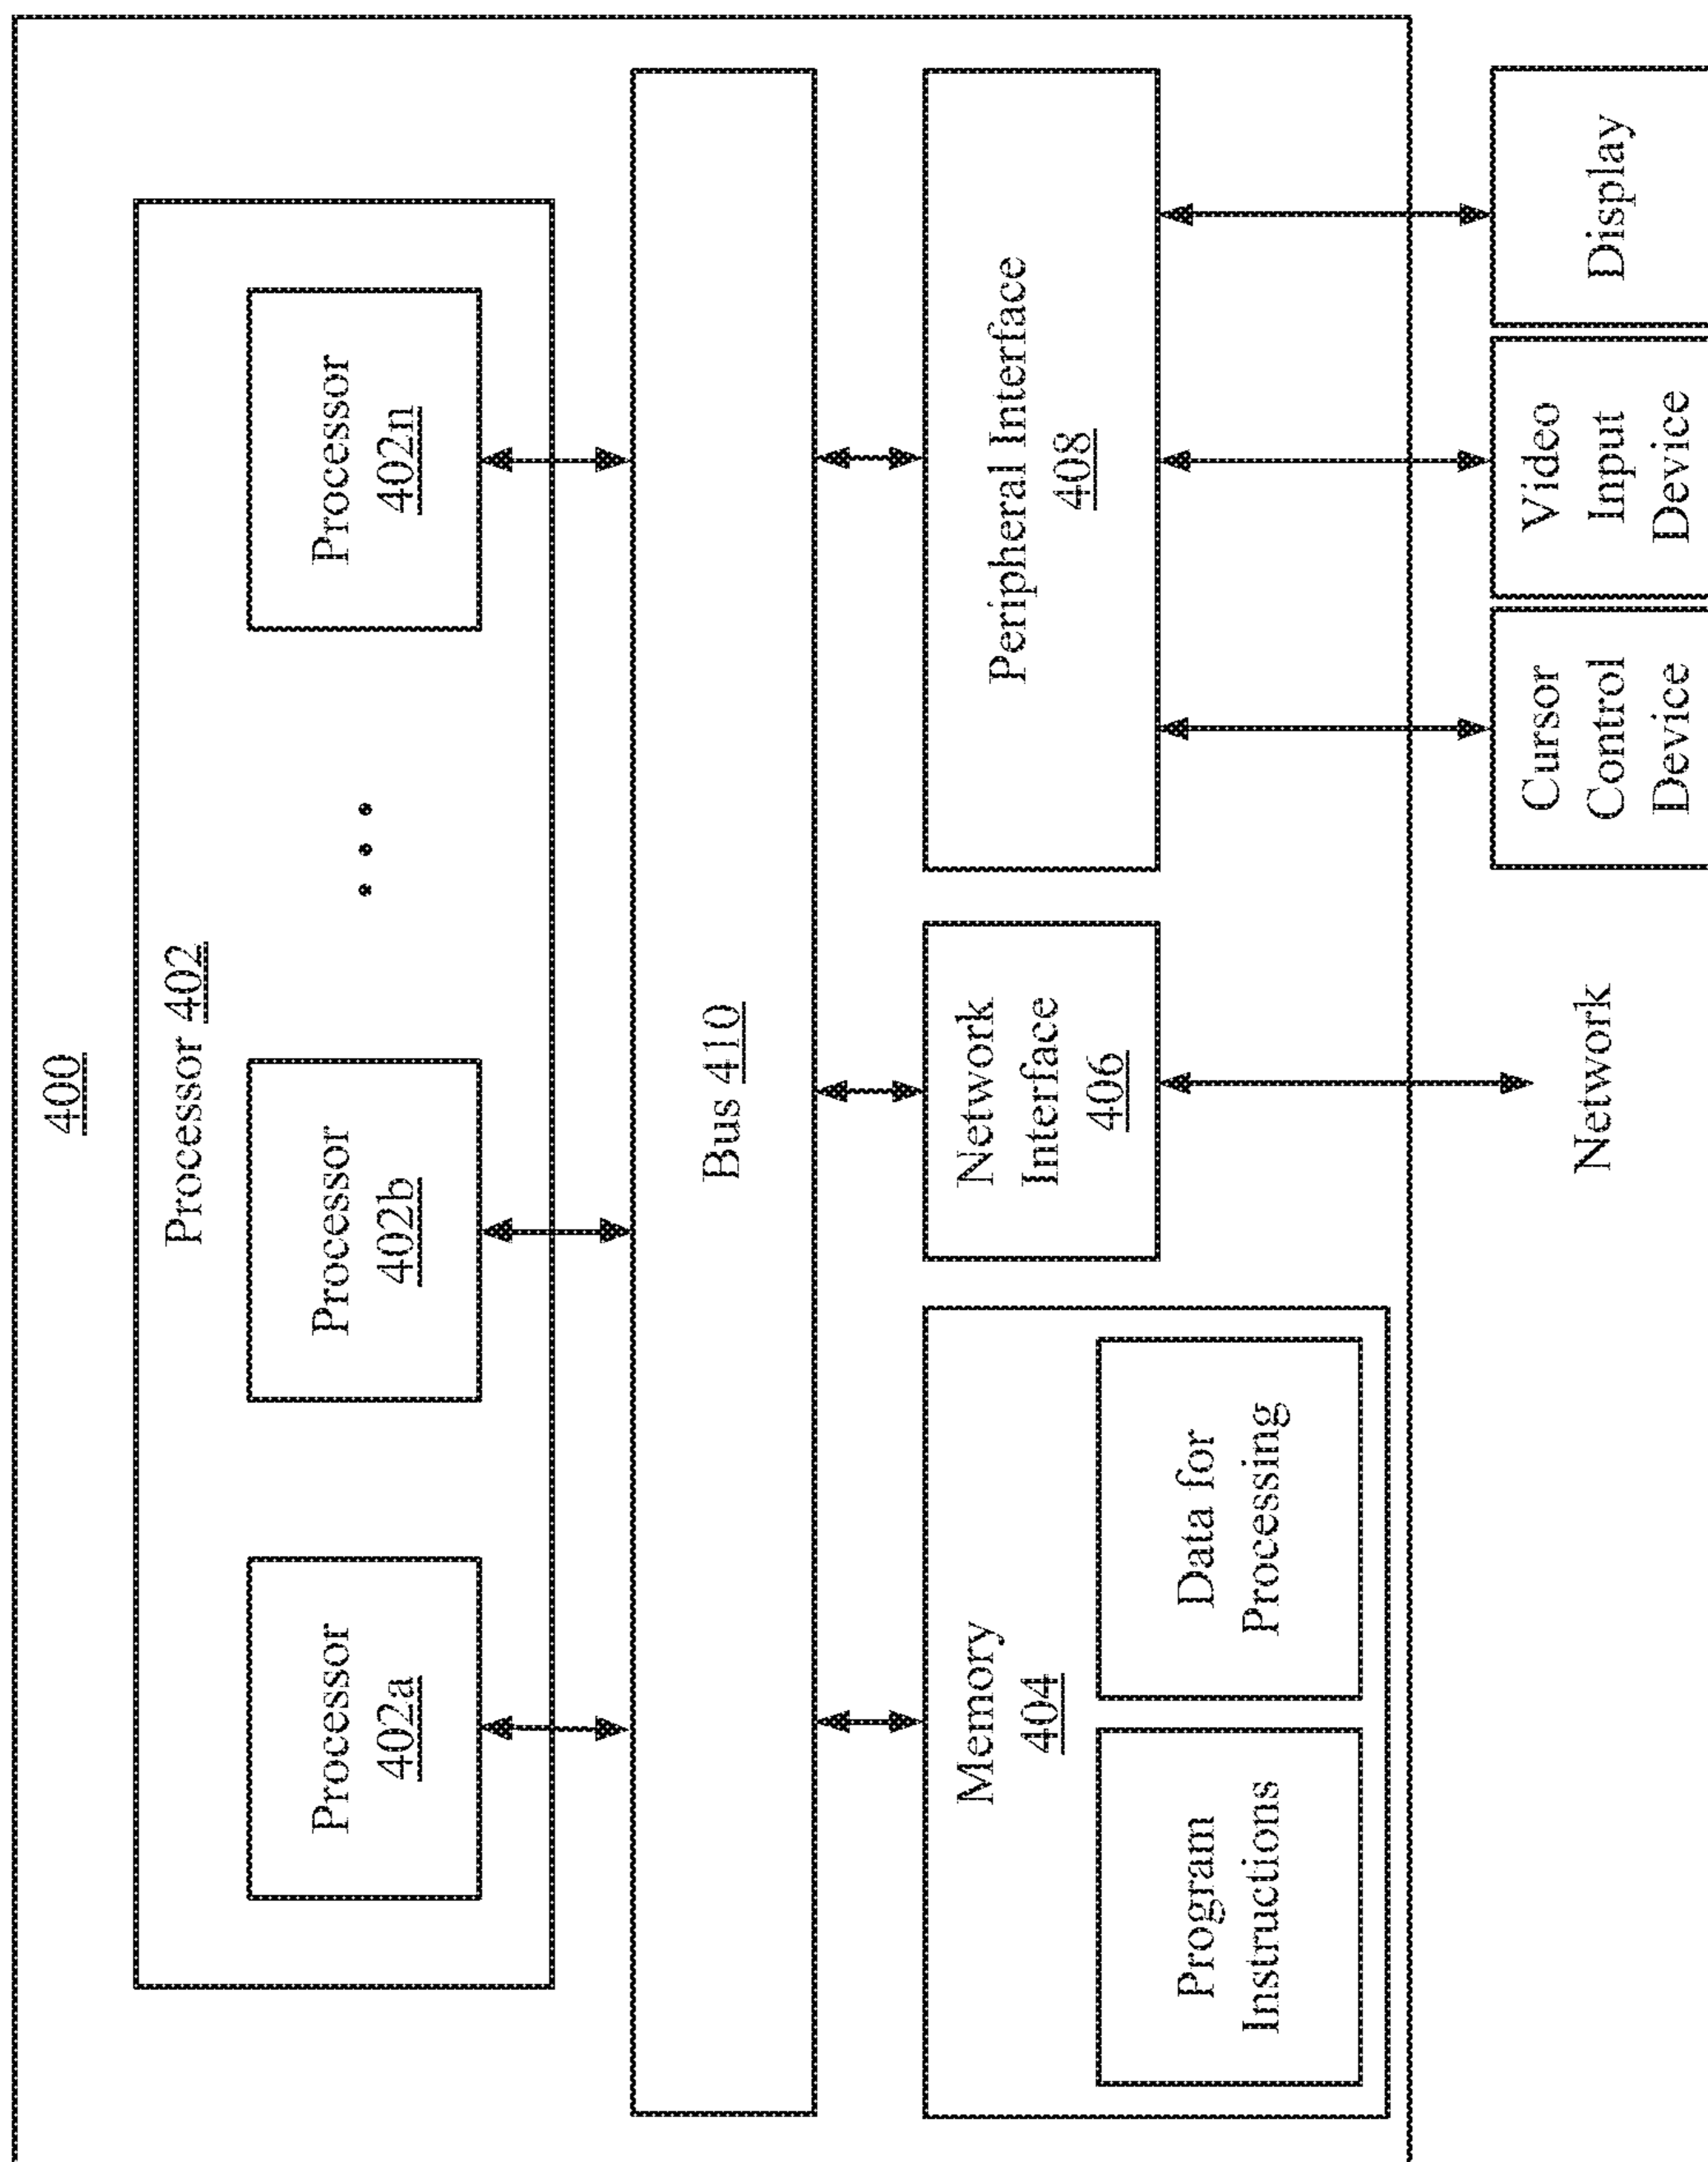 400
Processor 402
Processor
402a
Processor
402b
Processor
402n
Bus 410
Memory
404
Program
Instructions
Data for
Processing
Network
Interface
406
Peripheral Interface
408
Network
Cursor
Control
Device
Video
Input
Device
Display